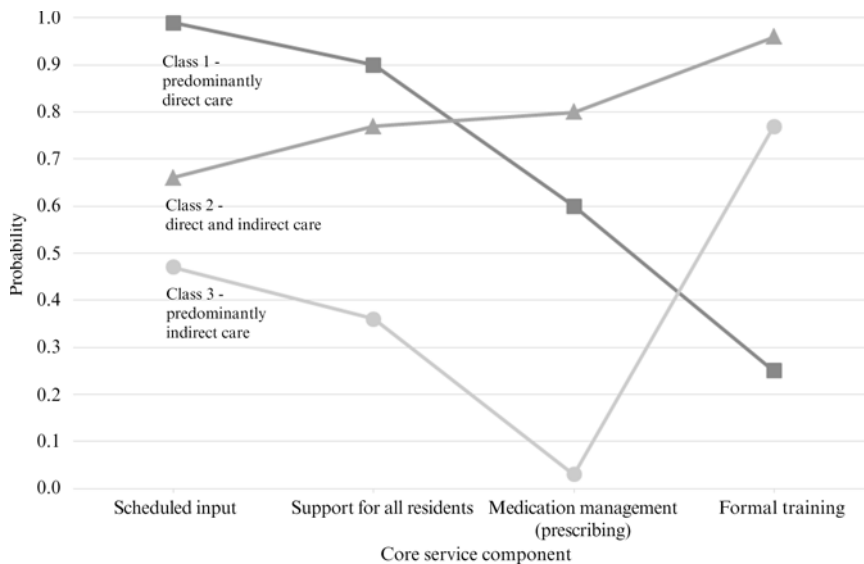 1.0
0.9
0.8
0.7
0.6
0.5
0.4
0.3
0.2
0.1
0.0
Probability
Class 1 -
predominantly
direct care
Class 2 -
direct and indirect care
Class 3 -
predominantly
indirect care
Scheduled input
Support for all residents
Medication management
(prescribing)
Formal training
Core service component